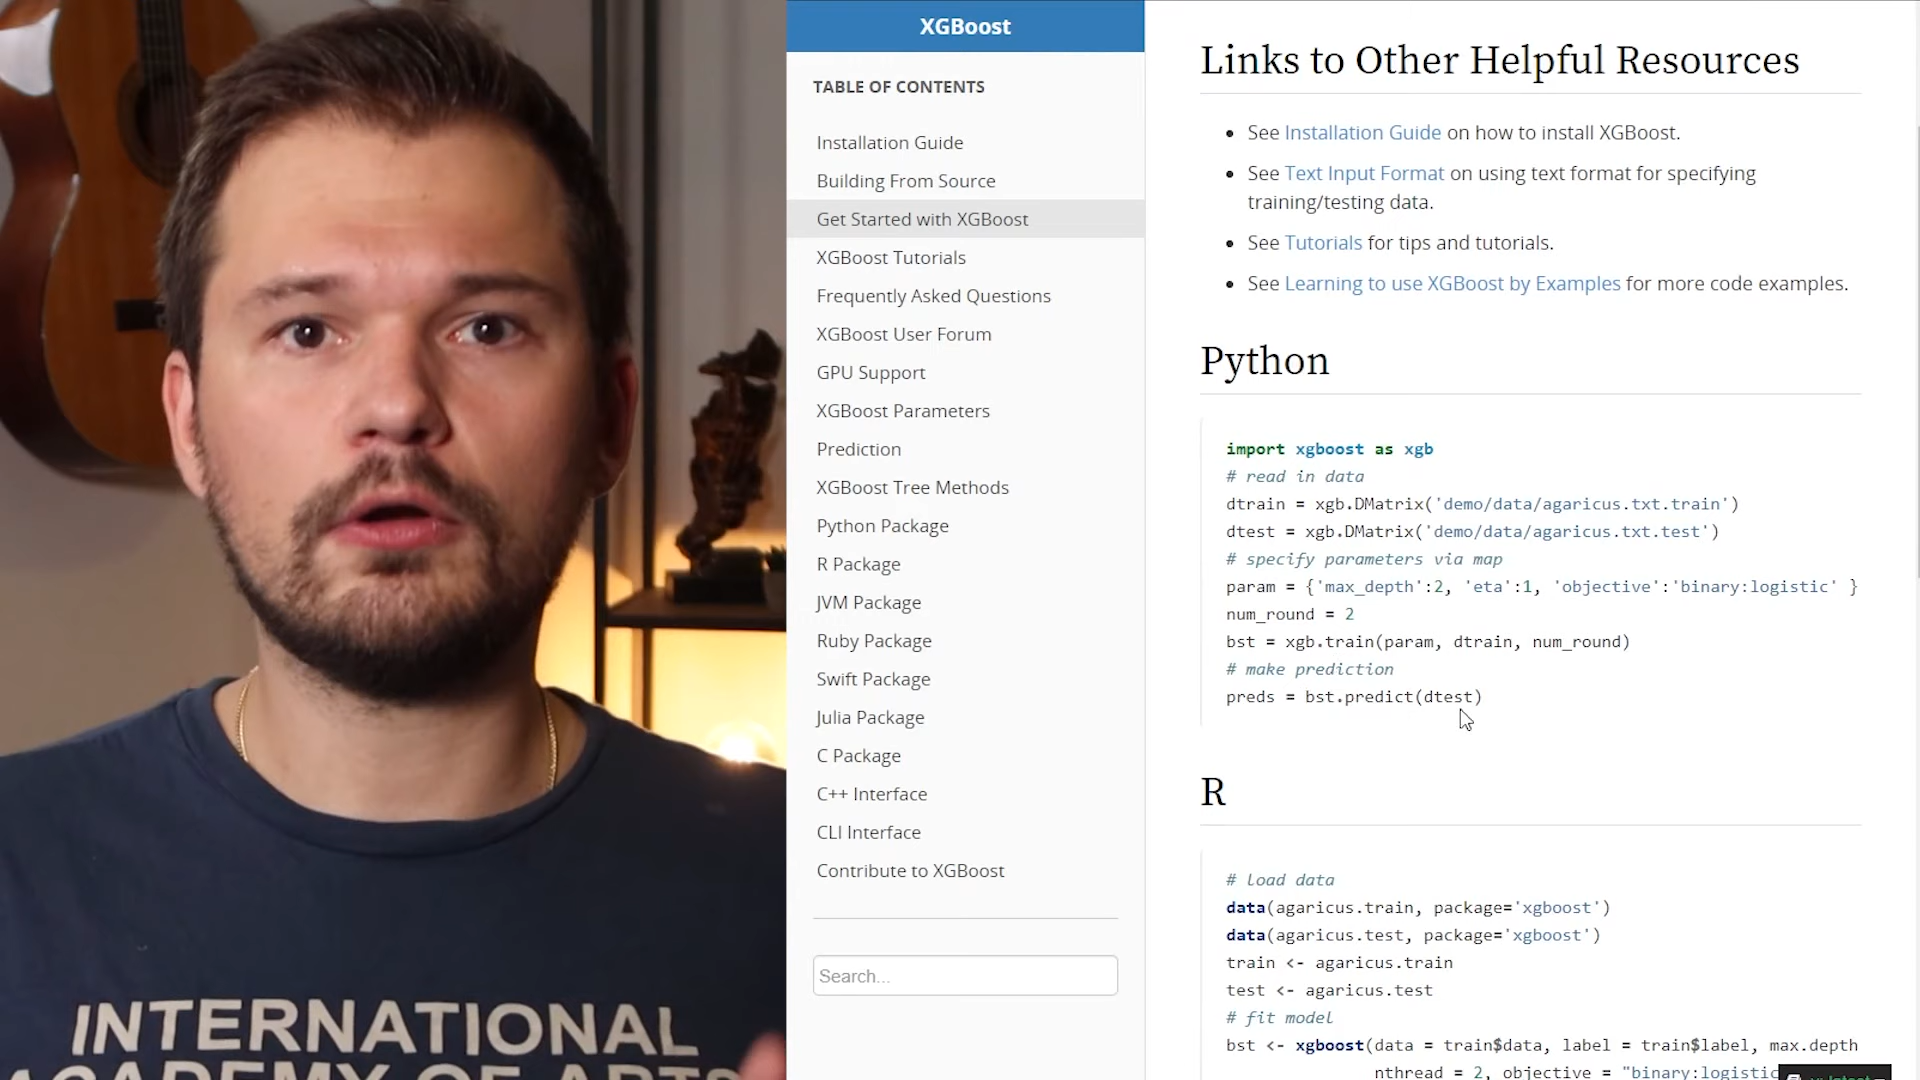 INTERNATIONAL
ACADEMY OF ARTS
XGBoost
TABLE OF CONTENTS
Installation Guide
Building From Source
Get Started with XGBoost
XGBoost Tutorials
Frequently Asked Questions
XGBoost User Forum
GPU Support
XGBoost Parameters
Prediction
XGBoost Tree Methods
Python Package
R Package
JVM Package
Ruby Package
Swift Package
Julia Package
C Package
C++ Interface
CLI Interface
Contribute to XGBoost
Search...
Links to Other Helpful Resources
See Installation Guide on how to install XGBoost.
See Text Input Format on using text format for specifying
training/testing data.
See Tutorials for tips and tutorials.
See Learning to use XGBoost by Examples for more code examples.
Python
import xgboost as xgb
# read in data
dtrain = xgb.DMatrix('demo/data/agaricus.txt.train')
dtest = xgb.DMatrix('demo/data/agaricus.txt.test')
# specify parameters via map
param = {'max_depth':2, 'eta':1, 'objective':'binary:logistic' }
num_round = 2
bst = xgb.train(param, dtrain, num_round)
# make prediction
preds = bst.predict(dtest)
R
# load data
data(agaricus.train, package='xgboost')
data(agaricus.test, package='xgboost')
train <- agaricus.train
test <- agaricus.test
# fit model
bst <- xgboost(data = train$data, label = train$label, max.depth
nthread = 2, objective = "binary:logistic